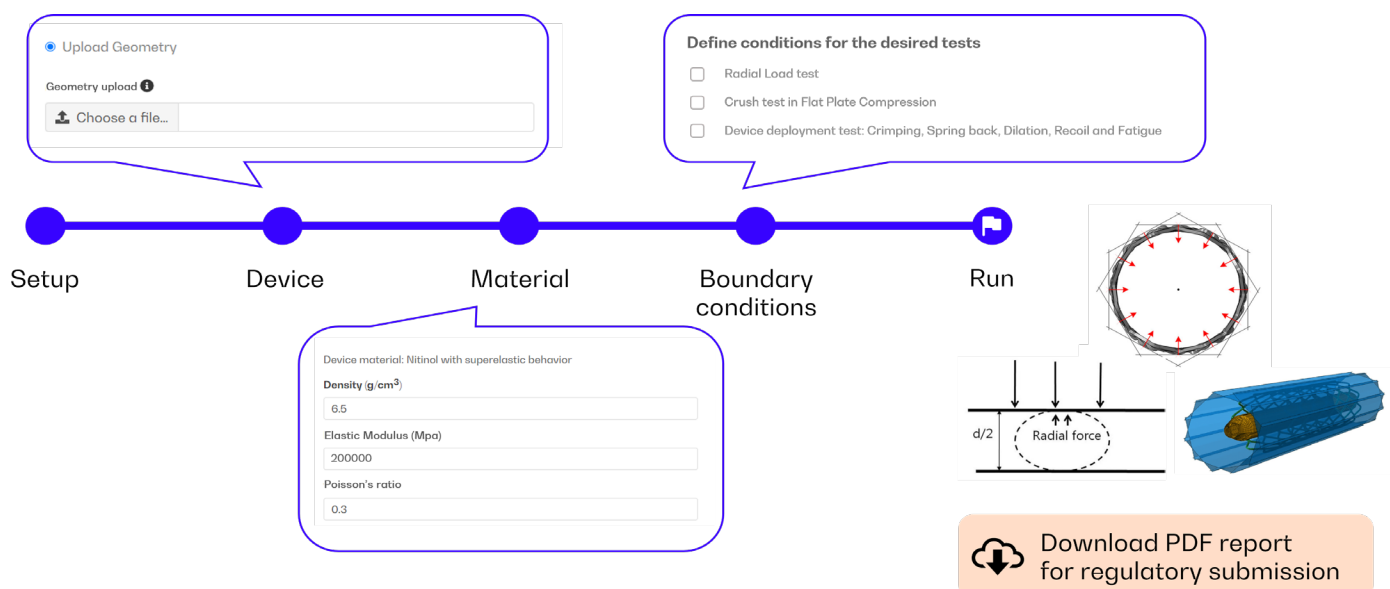 Upload Geometry
Geometry upload
Choose a file...
Define conditions for the desired tests
Radial Load test
Crush test in Flat Plate Compression
Device deployment test: Crimping, Spring back, Dilation, Recoil and Fatigue
Setup
Device
Material
Boundary
conditions
Run
Device material: Nitinol with superelastic behavior
Density (g/cm³)
6.5
Elastic Modulus (Mpa)
200000
Poisson's ratio
0.3
d/2
Radial force
Download PDF report
for regulatory submission